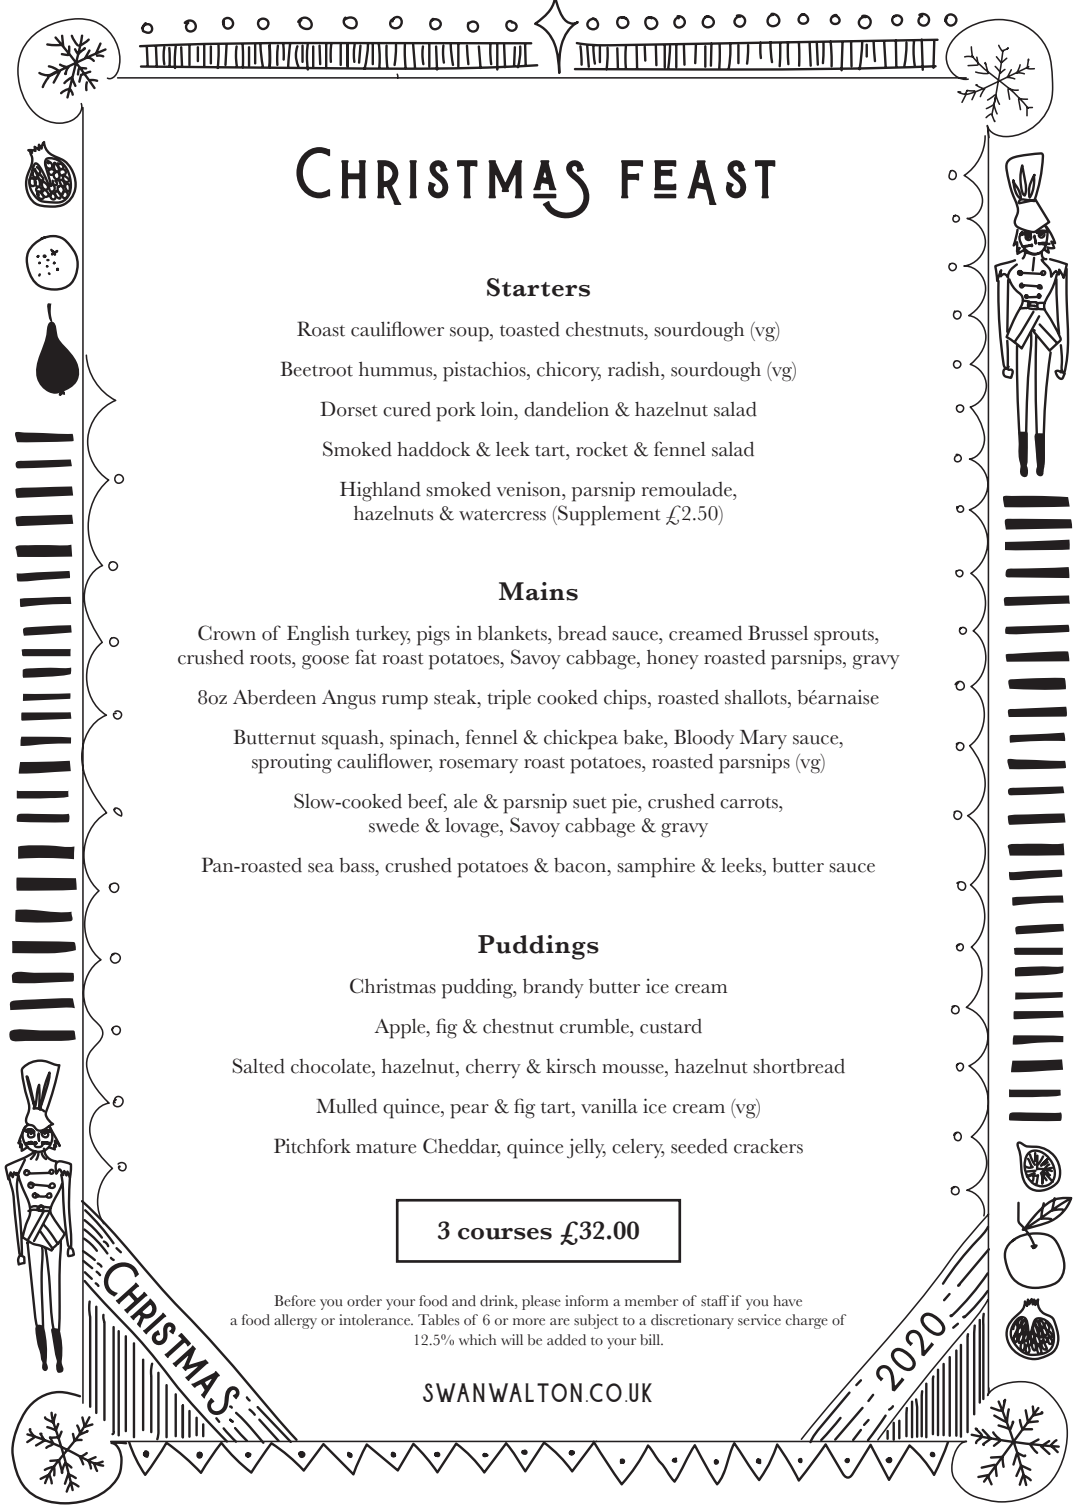 Christmas feast
Starters
Roast cauliflower soup, toasted chestnuts, sourdough (vg)
Beetroot hummus, pistachios, chicory, radish, sourdough (vg)
Dorset cured pork loin, dandelion & hazelnut salad
Smoked haddock & leek tart, rocket & fennel salad
Highland smoked venison, parsnip remoulade,
hazelnuts & watercress (Supplement £2.50)
Mains
Crown of English turkey, pigs in blankets, bread sauce, creamed Brussel sprouts,
crushed roots, goose fat roast potatoes, Savoy cabbage, honey roasted parsnips, gravy
8oz Aberdeen Angus rump steak, triple cooked chips, roasted shallots, béarnaise
Butternut squash, spinach, fennel & chickpea bake, Bloody Mary sauce,
sprouting cauliflower, rosemary roast potatoes, roasted parsnips (vg)
Slow-cooked beef, ale & parsnip suet pie, crushed carrots,
swede & lovage, Savoy cabbage & gravy
Pan-roasted sea bass, crushed potatoes & bacon, samphire & leeks, butter sauce
Puddings
Christmas pudding, brandy butter ice cream
Apple, fig & chestnut crumble, custard
Salted chocolate, hazelnut, cherry & kirsch mousse, hazelnut shortbread
Mulled quince, pear & fig tart, vanilla ice cream (vg)
Pitchfork mature Cheddar, quince jelly, celery, seeded crackers
3 courses £32.00
Before you order your food and drink, please inform a member of staff if you have
a food allergy or intolerance. Tables of 6 or more are subject to a discretionary service charge of
12.5% which will be added to your bill.
SWANWALTON.CO.UK
CHRISTMAS
2020